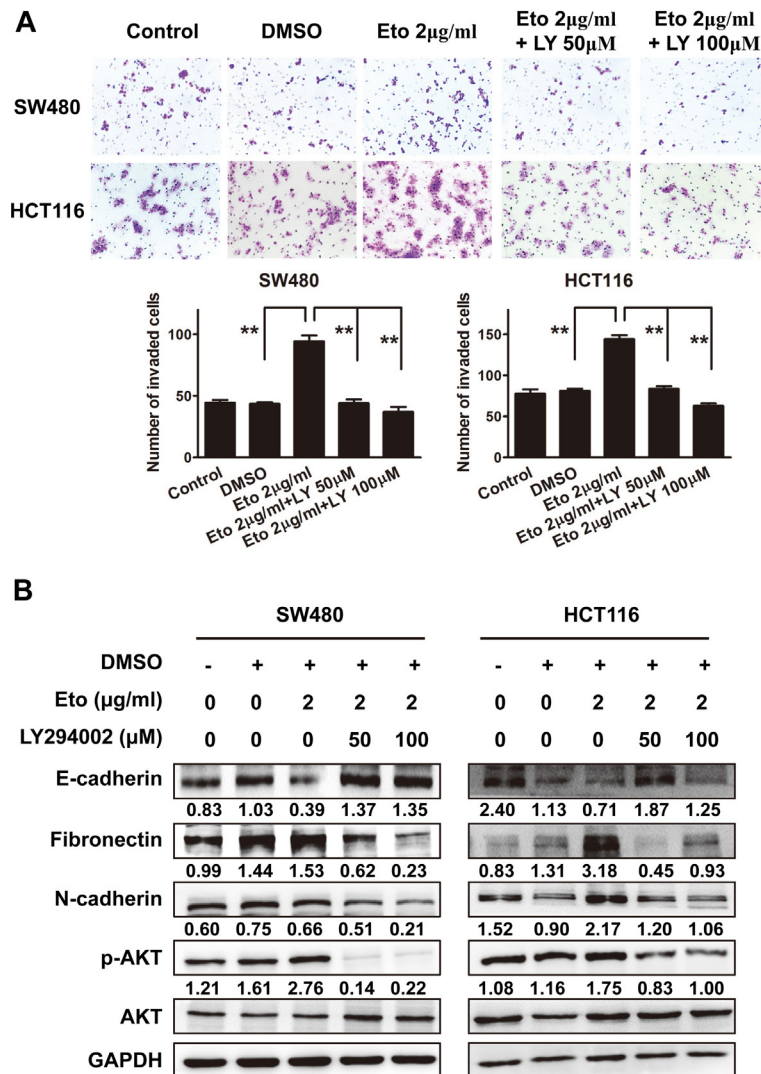 A
Control DMSO Eto 2μg/ml Eto 2μg/ml + LY 50μM Eto 2μg/ml + LY 100μM
SW480
HCT116
SW480
Number of invaded cells
100
50
0
** ** **
Control
DMSO
Eto 2μg/ml
Eto 2μg/ml+LY 50μM
Eto 2μg/ml+LY 100μM
HCT116
Number of invaded cells
150
100
50
0
** ** **
Control
DMSO
Eto 2μg/ml
Eto 2μg/ml+LY 50μM
Eto 2μg/ml+LY 100μM
B
SW480 HCT116
DMSO - + + + + - + + + +
Eto (μg/ml) 0 0 2 2 2 0 0 2 2 2
LY294002 (μM) 0 0 0 50 100 0 0 0 50 100
E-cadherin
0.83 1.03 0.39 1.37 1.35 2.40 1.13 0.71 1.87 1.25
Fibronectin
0.99 1.44 1.53 0.62 0.23 0.83 1.31 3.18 0.45 0.93
N-cadherin
0.60 0.75 0.66 0.51 0.21 1.52 0.90 2.17 1.20 1.06
p-AKT
1.21 1.61 2.76 0.14 0.22 1.08 1.16 1.75 0.83 1.00
AKT
GAPDH